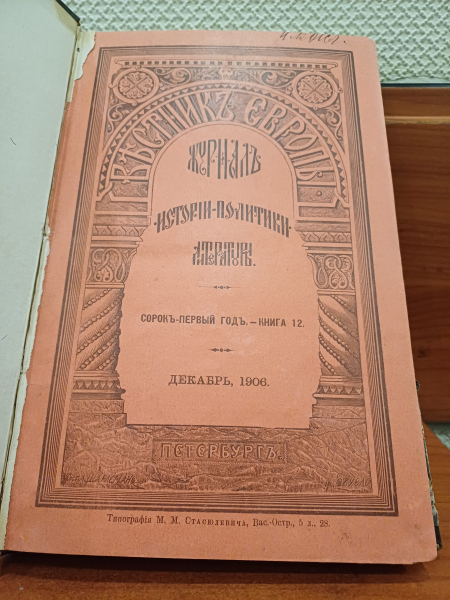 ВѢСТНИКЪ ЕВРОПЫ
ЖУРНАЛЪ
ИСТОРІИ-ПОЛИТИКИ
ЛИТЕРАТУРЫ.
СОРОКЪ-ПЕРВЫЙ ГОДЪ.—КНИГА 12.
ДЕКАБРЬ, 1906.
ПЕТЕРБУРГЪ.
Типографія М. М. Стасюлевича, Вас.-Остр., 5 л., 28.